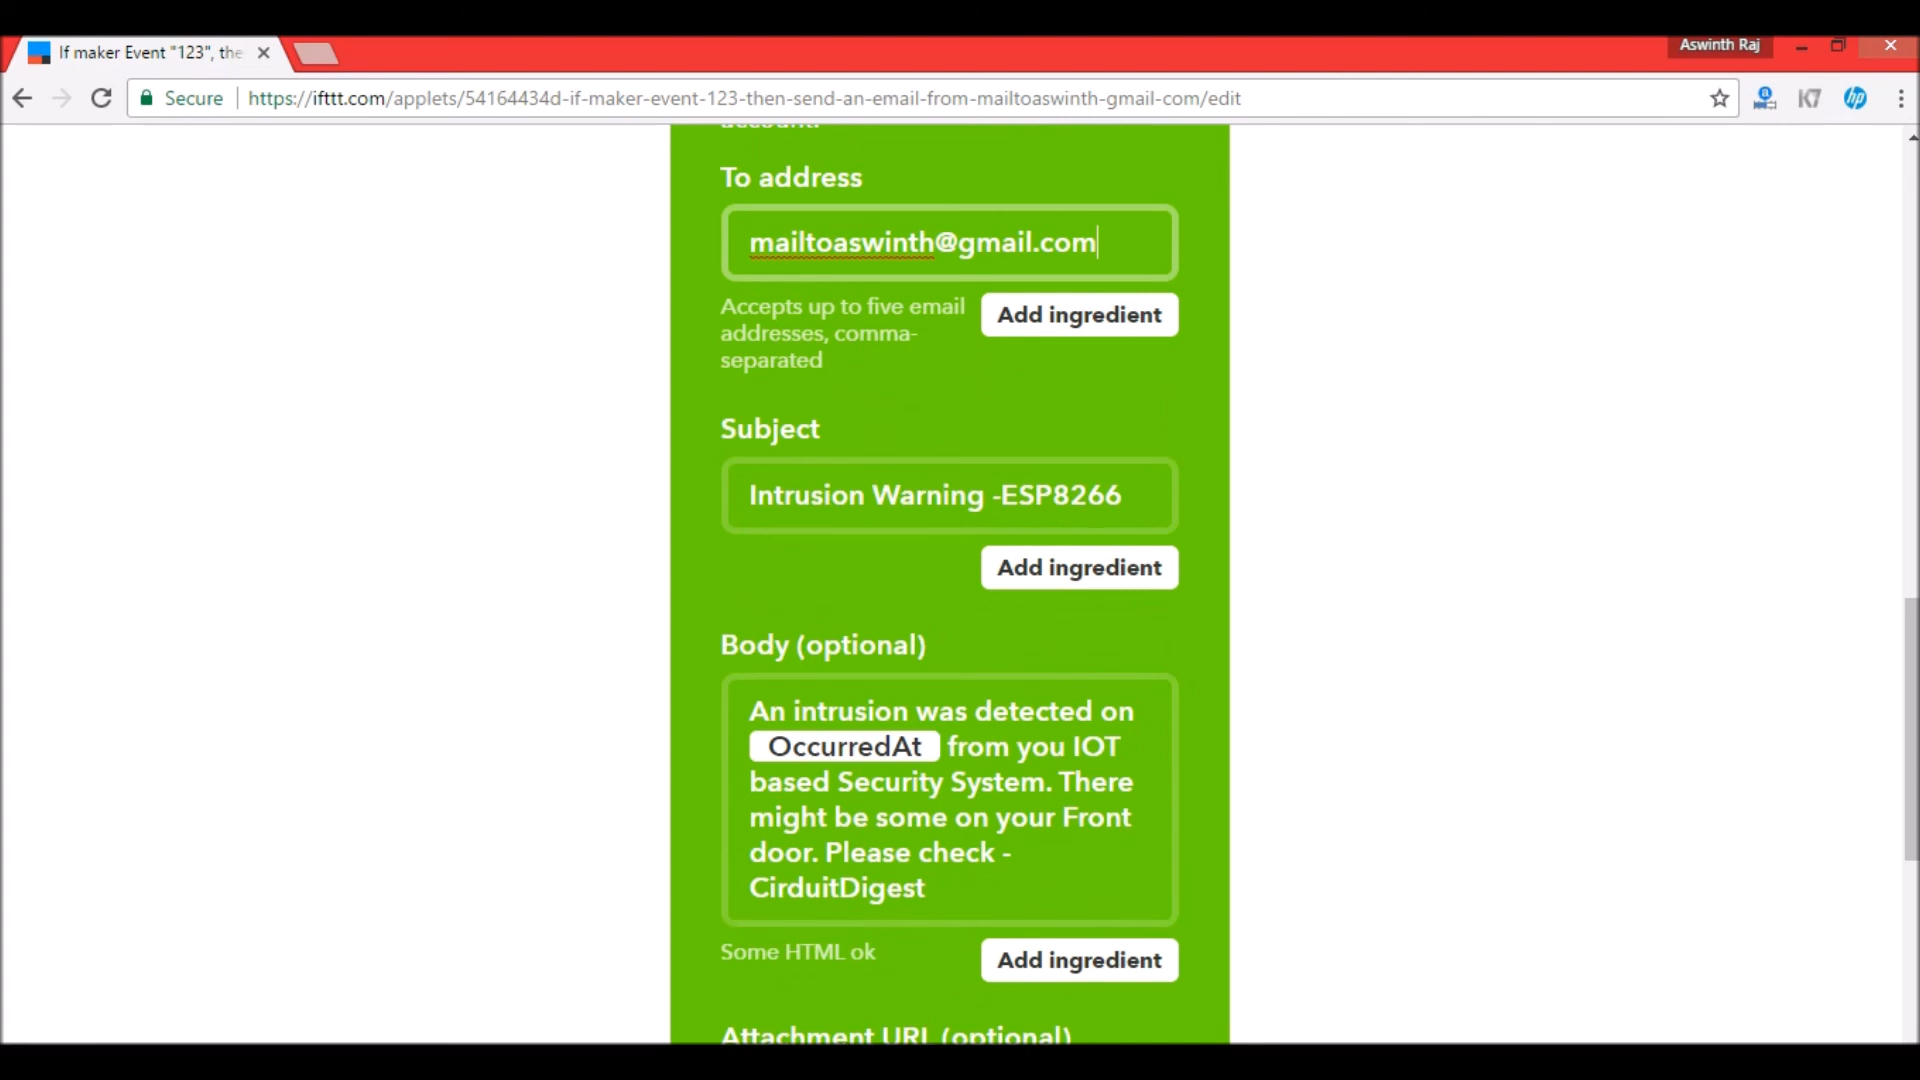 If maker Event "123", the
Aswinth Raj
Secure
https://ifttt.com/applets/54164434d-if-maker-event-123-then-send-an-email-from-mailtoaswinth-gmail-com/edit
K7
hp
account.
To address
mailtoaswinth@gmail.com
Accepts up to five email
addresses, comma-
separated
Add ingredient
Subject
Intrusion Warning -ESP8266
Add ingredient
Body (optional)
An intrusion was detected on
OccurredAt from you IOT
based Security System. There
might be some on your Front
door. Please check -
CirduitDigest
Some HTML ok
Add ingredient
Attachment URL (optional)